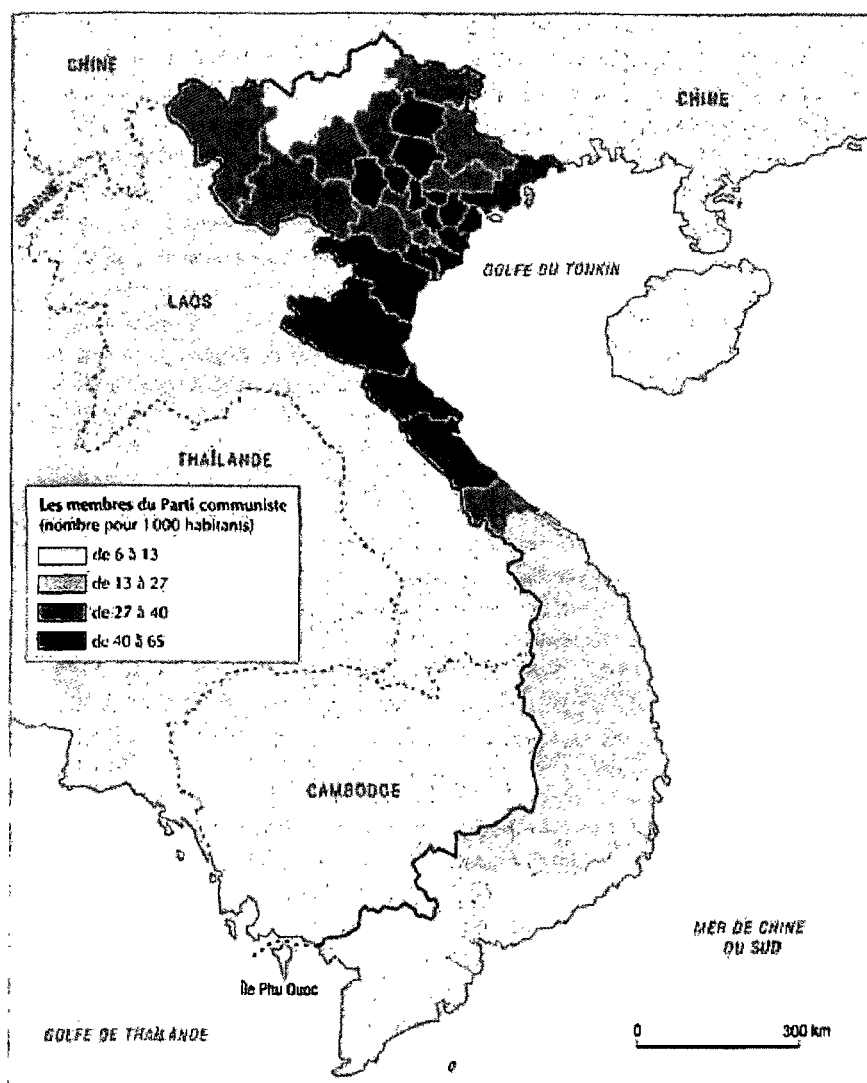 CHINE
CHINE
GOLFE DU TONKIN
LAOS
THAÏLANDE
Les membres du Parti communiste
(nombre pour 1 000 habitants)
de 6 à 13
de 13 à 27
de 27 à 40
de 40 à 65
CAMBODGE
MER DE CHINE
DU SUD
Île Phu Quoc
GOLFE DE THAÏLANDE
0 300 km